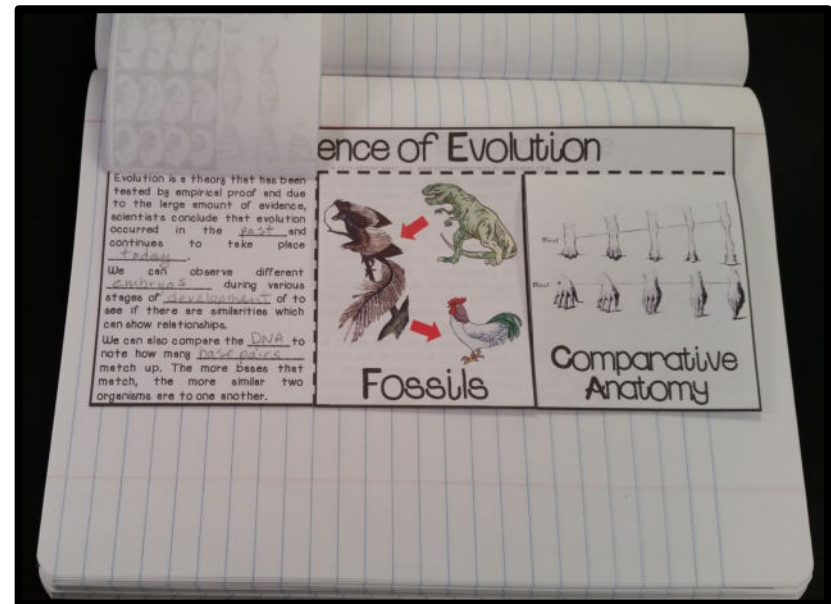 ence of Evolution
Evolution is a theory that has been
tested by empirical proof and due
to the large amount of evidence,
scientists conclude that evolution
occurred in the past and
continues to take place
today.
We can observe different
embryos during various
stages of development of to
see if there are similarities which
can show relationships.
We can also compare the DNA to
note how many base pairs
match up. The more bases that
match, the more similar two
organisms are to one another.
Fossils
Comparative
Anatomy